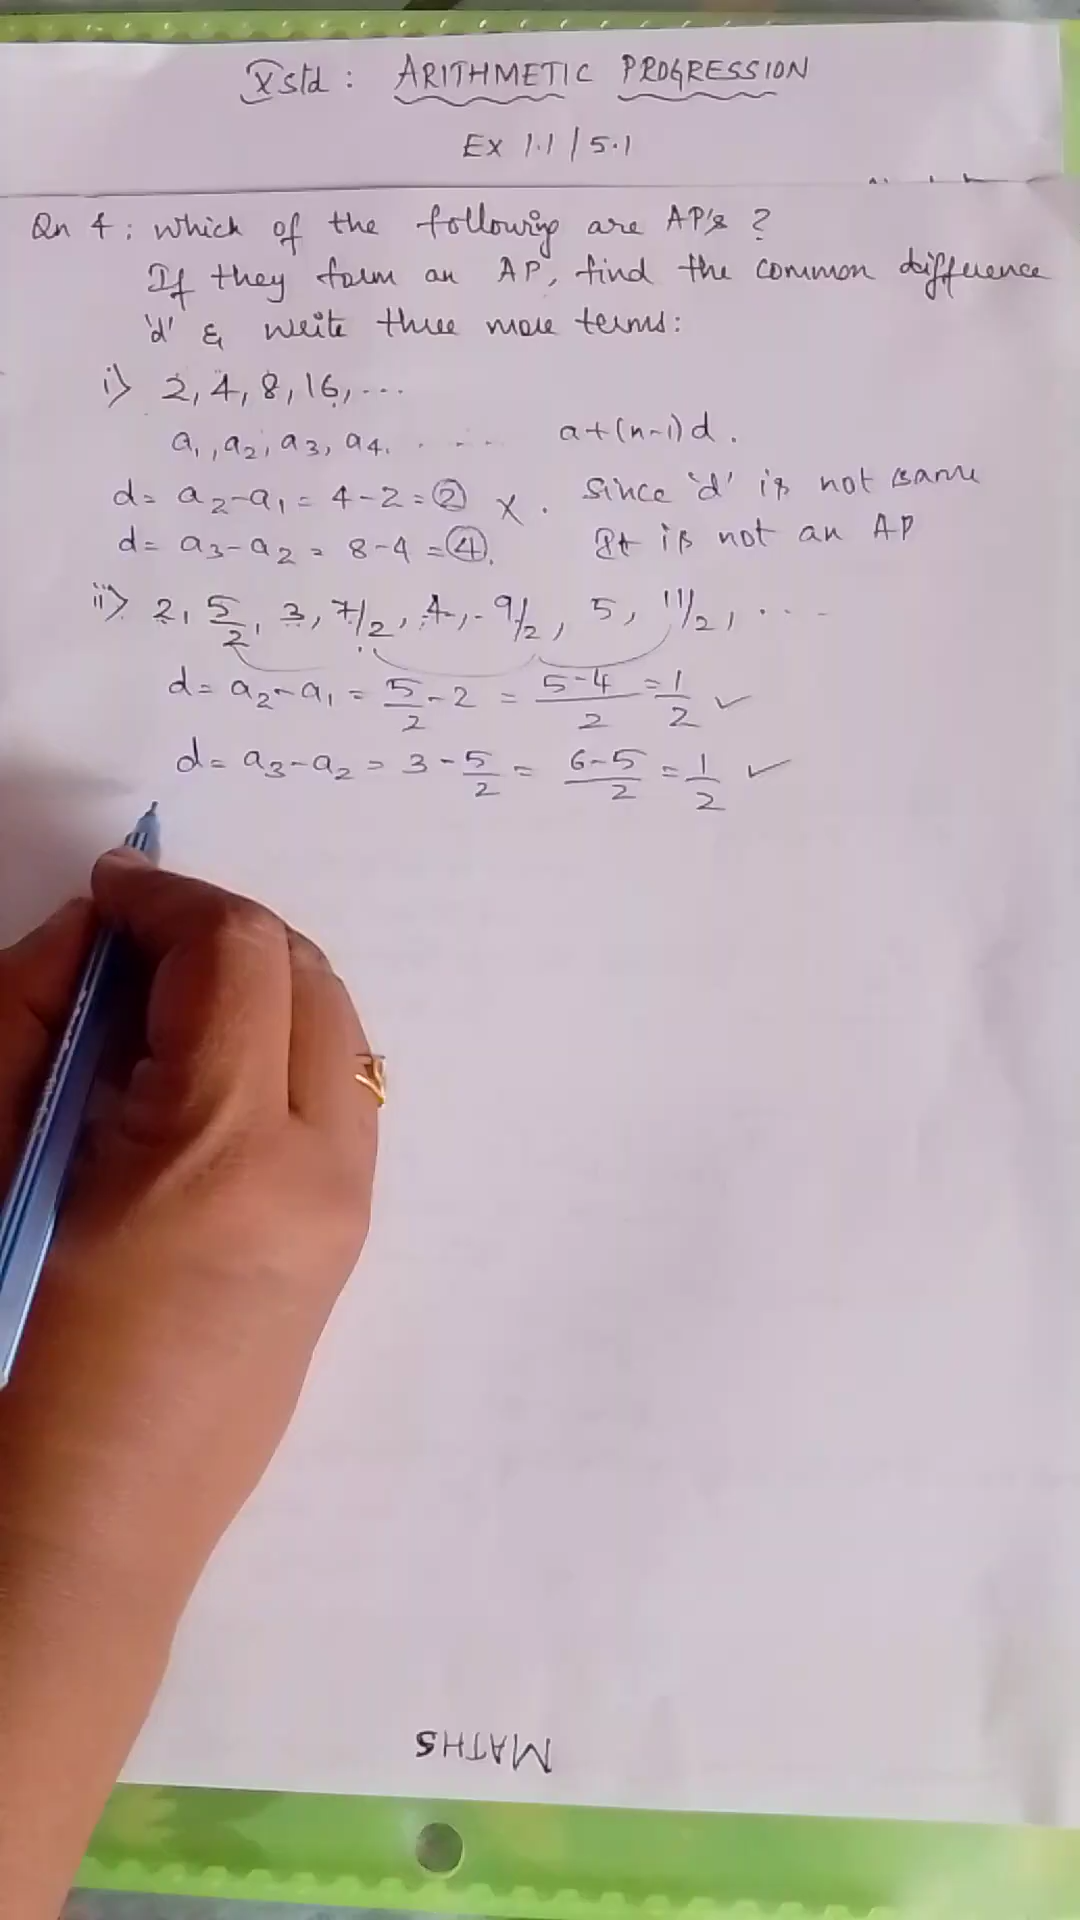 X std : ARITHMETIC PROGRESSION
Ex 1.1 / 5.1
Qn 4 : which of the following are AP's ?
If they form an AP, find the common difference
'd' & write three more terms :
i) 2, 4, 8, 16, ...
a₁, a₂, a₃, a₄, . . . . a+(n-1)d .
d = a₂-a₁ = 4-2 = 2 x . since 'd' is not same
d = a₃-a₂ = 8-4 = 4. It is not an AP
ii) 2, 5/2, 3, 7/2, 4, 9/2, 5, 11/2, ....
d = a₂-a₁ = 5/2 - 2 = 5-4/2 = 1/2 ✓
d = a₃-a₂ = 3 - 5/2 = 6-5/2 = 1/2 ✓
MATHS